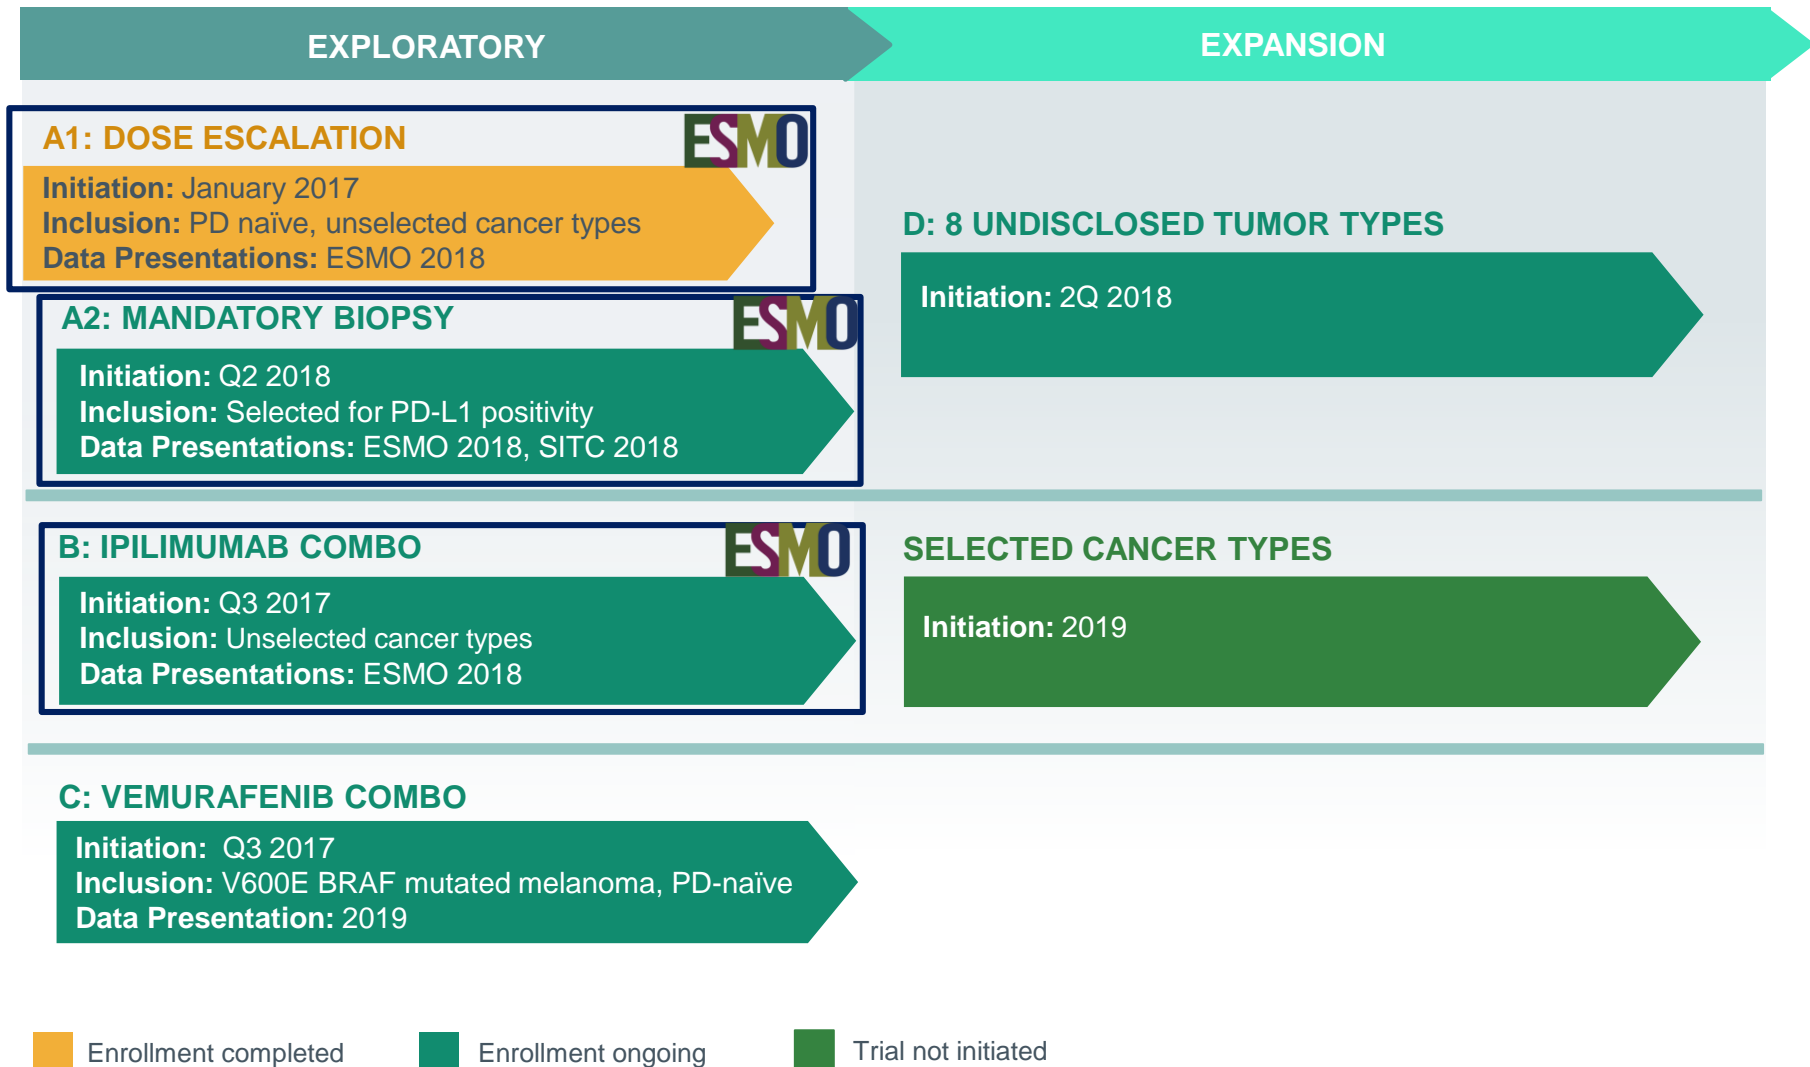 EXPLORATORY
EXPANSION
A1: DOSE ESCALATION
ESMO
Initiation: January 2017
Inclusion: PD naïve, unselected cancer types
Data Presentations: ESMO 2018
A2: MANDATORY BIOPSY
ESMO
Initiation: Q2 2018
Inclusion: Selected for PD-L1 positivity
Data Presentations: ESMO 2018, SITC 2018
D: 8 UNDISCLOSED TUMOR TYPES
Initiation: 2Q 2018
B: IPILIMUMAB COMBO
ESMO
Initiation: Q3 2017
Inclusion: Unselected cancer types
Data Presentations: ESMO 2018
SELECTED CANCER TYPES
Initiation: 2019
C: VEMURAFENIB COMBO
Initiation: Q3 2017
Inclusion: V600E BRAF mutated melanoma, PD-naïve
Data Presentation: 2019
Enrollment completed
Enrollment ongoing
Trial not initiated